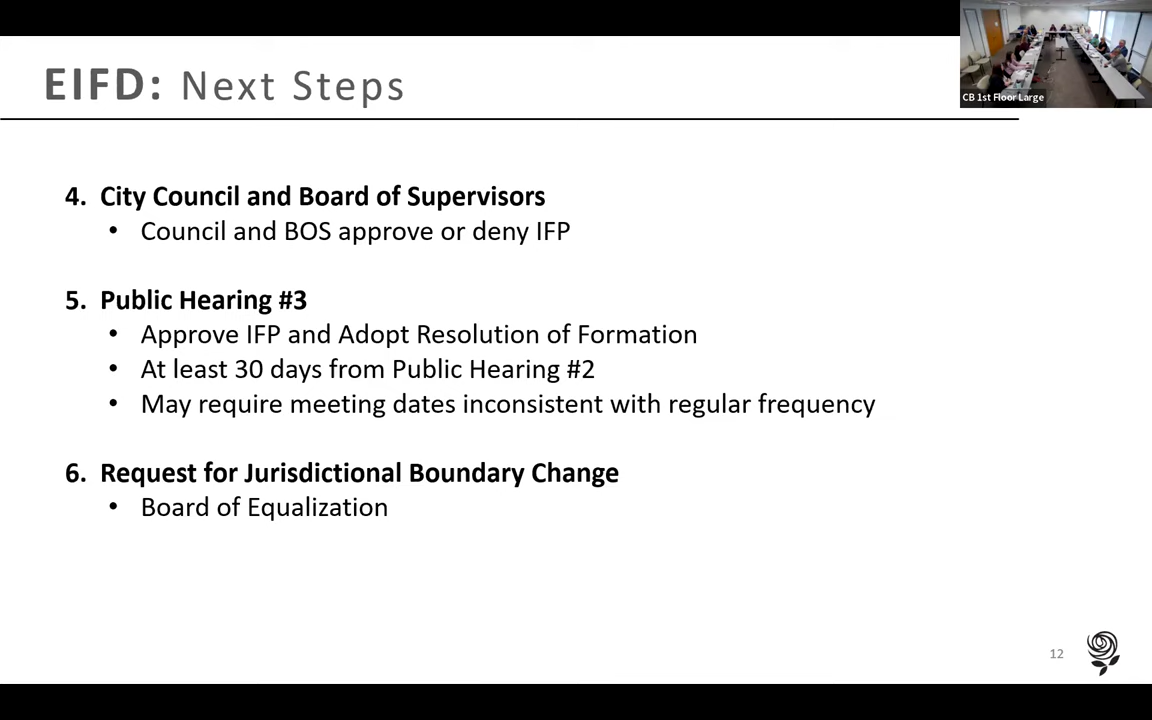 EIFD: Next Steps
CB 1st Floor Large
4. City Council and Board of Supervisors
• Council and BOS approve or deny IFP
5. Public Hearing #3
• Approve IFP and Adopt Resolution of Formation
• At least 30 days from Public Hearing #2
• May require meeting dates inconsistent with regular frequency
6. Request for Jurisdictional Boundary Change
• Board of Equalization
12